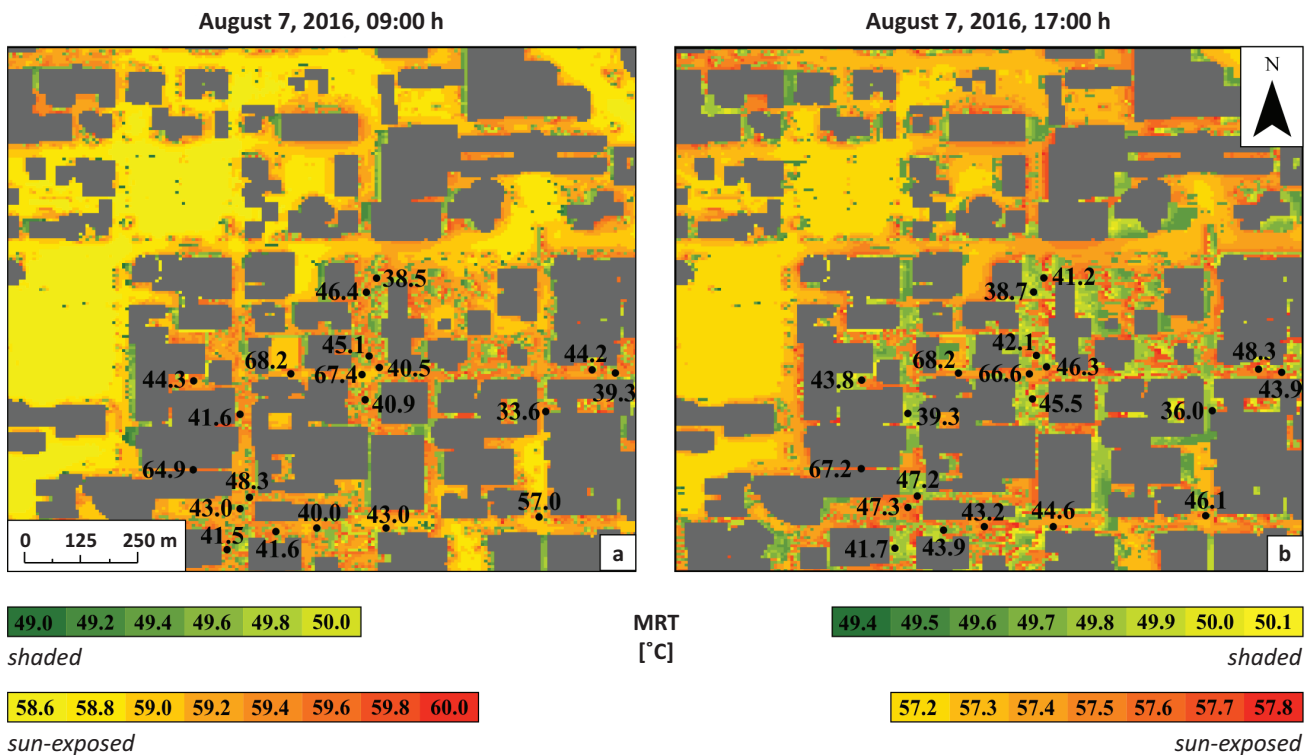 August 7, 2016, 09:00 h
August 7, 2016, 17:00 h
N
38.5
46.4
45.1
68.2
40.5
67.4
44.2
44.3
39.3
40.9
41.6
33.6
64.9
48.3
43.0
57.0
40.0
43.0
41.5
41.6
0 125 250 m
a
41.2
38.7
42.1
68.2
46.3
66.6
48.3
43.8
43.9
45.5
39.3
36.0
67.2
47.2
47.3
46.1
43.2
44.6
41.7
43.9
b
49.0 49.2 49.4 49.6 49.8 50.0
shaded
58.6 58.8 59.0 59.2 59.4 59.6 59.8 60.0
sun-exposed
MRT
[°C]
49.4 49.5 49.6 49.7 49.8 49.9 50.0 50.1
shaded
57.2 57.3 57.4 57.5 57.6 57.7 57.8
sun-exposed